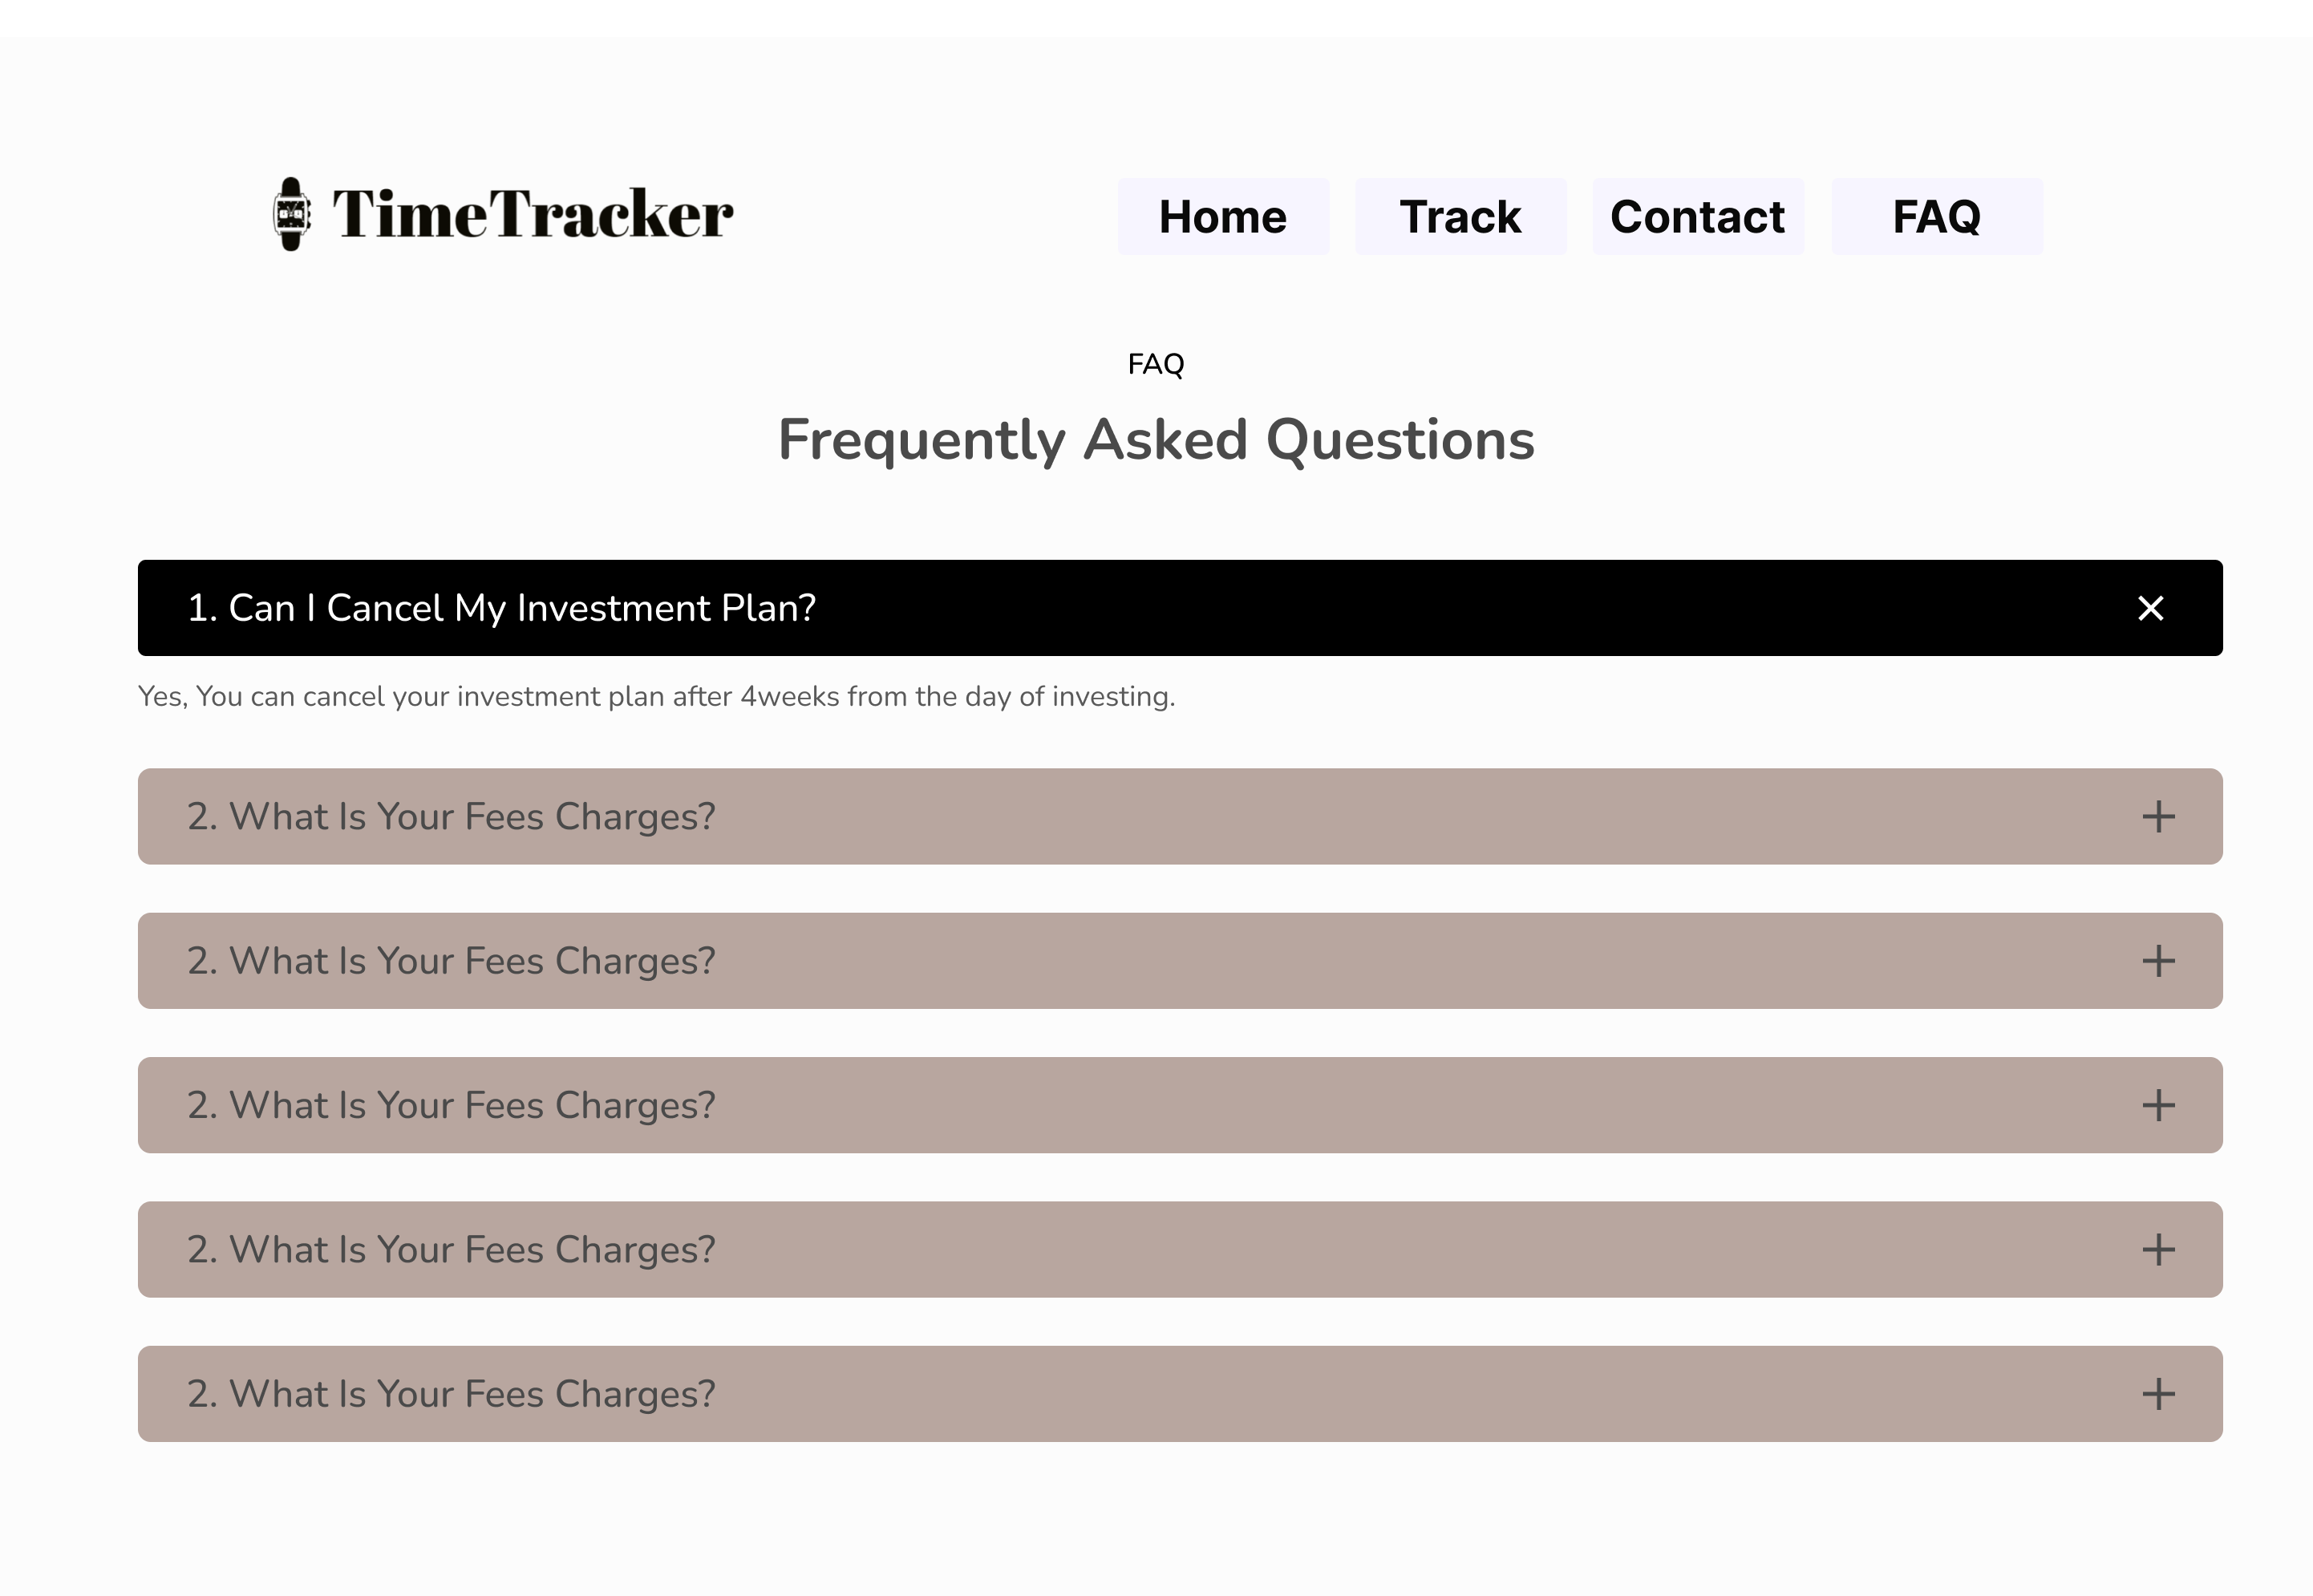 TimeTracker
Home Track Contact FAQ
FAQ
Frequently Asked Questions
1. Can I Cancel My Investment Plan?
Yes, You can cancel your investment plan after 4weeks from the day of investing.
2. What Is Your Fees Charges?
2. What Is Your Fees Charges?
2. What Is Your Fees Charges?
2. What Is Your Fees Charges?
2. What Is Your Fees Charges?